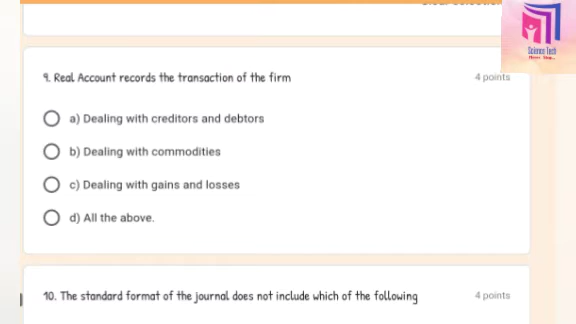 Science Tech
9. Real Account records the transaction of the firm
4 points
a) Dealing with creditors and debtors
b) Dealing with commodities
c) Dealing with gains and losses
d) All the above.
10. The standard format of the journal does not include which of the following
4 points